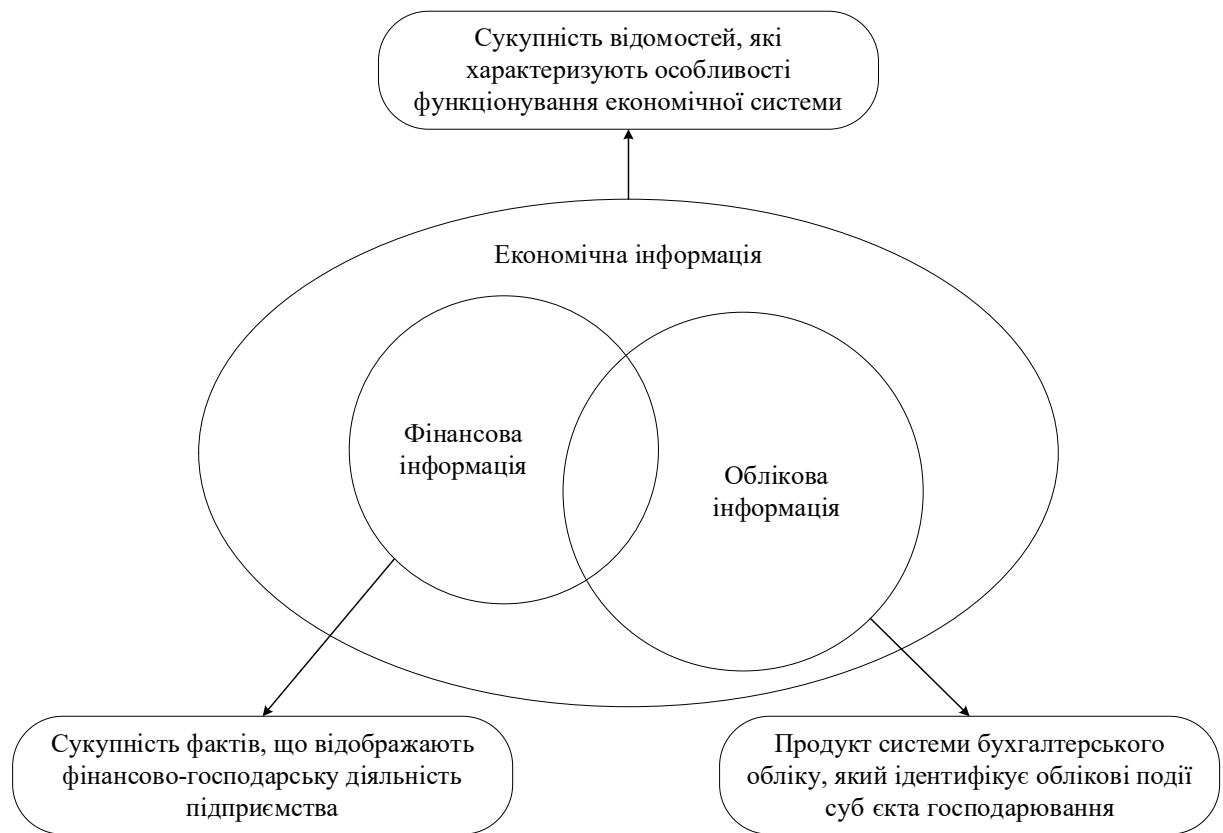 Сукупність відомостей, які
характеризують особливості
функціонування економічної системи
Економічна інформація
Фінансова
інформація
Облікова
інформація
Сукупність фактів, що відображають
фінансово-господарську діяльність
підприємства
Продукт системи бухгалтерського
обліку, який ідентифікує облікові події
суб єкта господарювання